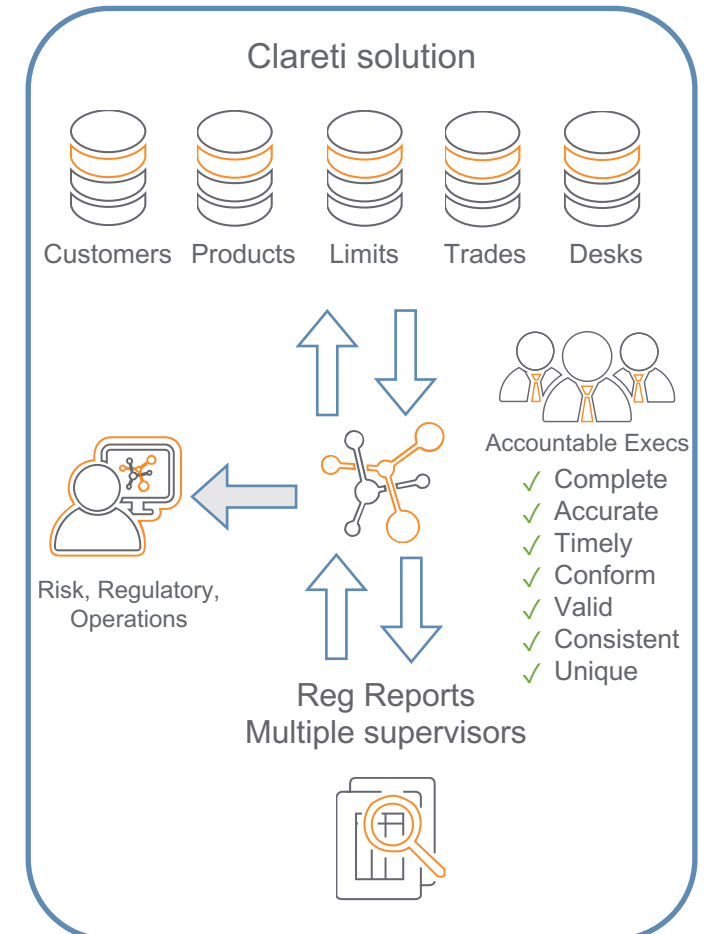 Clareti solution
Customers Products Limits Trades Desks
Accountable Execs
✓ Complete
✓ Accurate
✓ Timely
✓ Conform
✓ Valid
✓ Consistent
✓ Unique
Risk, Regulatory,
Operations
Reg Reports
Multiple supervisors